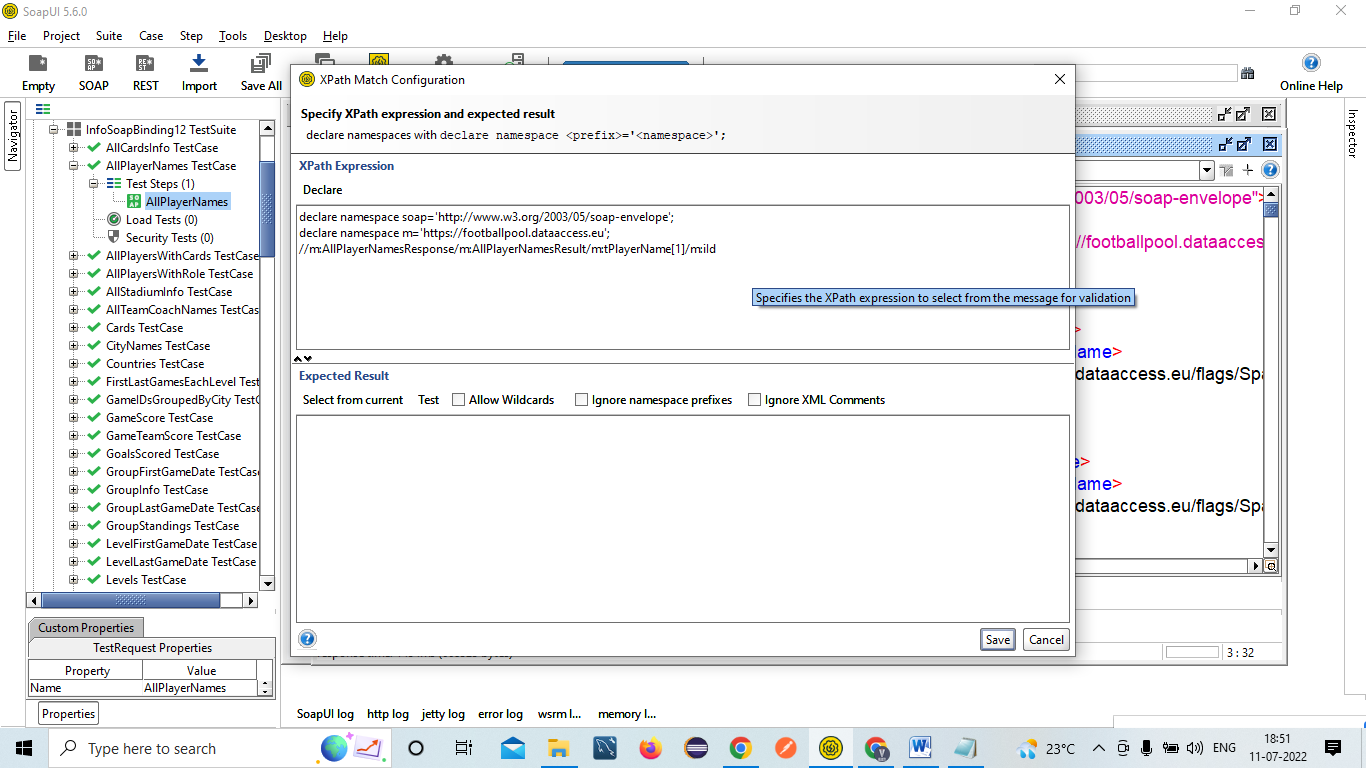 SoapUI 5.6.0
File Project Suite Case Step Tools Desktop Help
Empty SOAP REST Import Save All Online Help
Navigator
Inspector
InfoSoapBinding12 TestSuite
AllCardsInfo TestCase
AllPlayerNames TestCase
Test Steps (1)
AllPlayerNames
Load Tests (0)
Security Tests (0)
AllPlayersWithCards TestCase
AllPlayersWithRole TestCase
AllStadiumInfo TestCase
AllTeamCoachNames TestCas
Cards TestCase
CityNames TestCase
Countries TestCase
FirstLastGamesEachLevel Test
GameIDsGroupedByCity Test
GameScore TestCase
GameTeamScore TestCase
GoalsScored TestCase
GroupFirstGameDate TestCas
GroupInfo TestCase
GroupLastGameDate TestCase
GroupStandings TestCase
LevelFirstGameDate TestCase
LevelLastGameDate TestCase
Levels TestCase
Custom Properties
TestRequest Properties
Property Value
Name AllPlayerNames
Properties
XPath Match Configuration
Specify XPath expression and expected result
declare namespaces with declare namespace <prefix>='<namespace>';
XPath Expression
Declare
declare namespace soap='http://www.w3.org/2003/05/soap-envelope';
declare namespace m='https://footballpool.dataaccess.eu';
//m:AllPlayerNamesResponse/m:AllPlayerNamesResult/m:tPlayerName[1]/m:iId
Specifies the XPath expression to select from the message for validation
Expected Result
Select from current Test Allow Wildcards Ignore namespace prefixes Ignore XML Comments
Save Cancel
003/05/soap-envelope">
//footballpool.dataacces
>
ame>
dataaccess.eu/flags/Spa
e>
ame>
dataaccess.eu/flags/Spa
3 : 32
SoapUI log http log jetty log error log wsrm l... memory l...
Type here to search
23°C ENG 18:51
11-07-2022